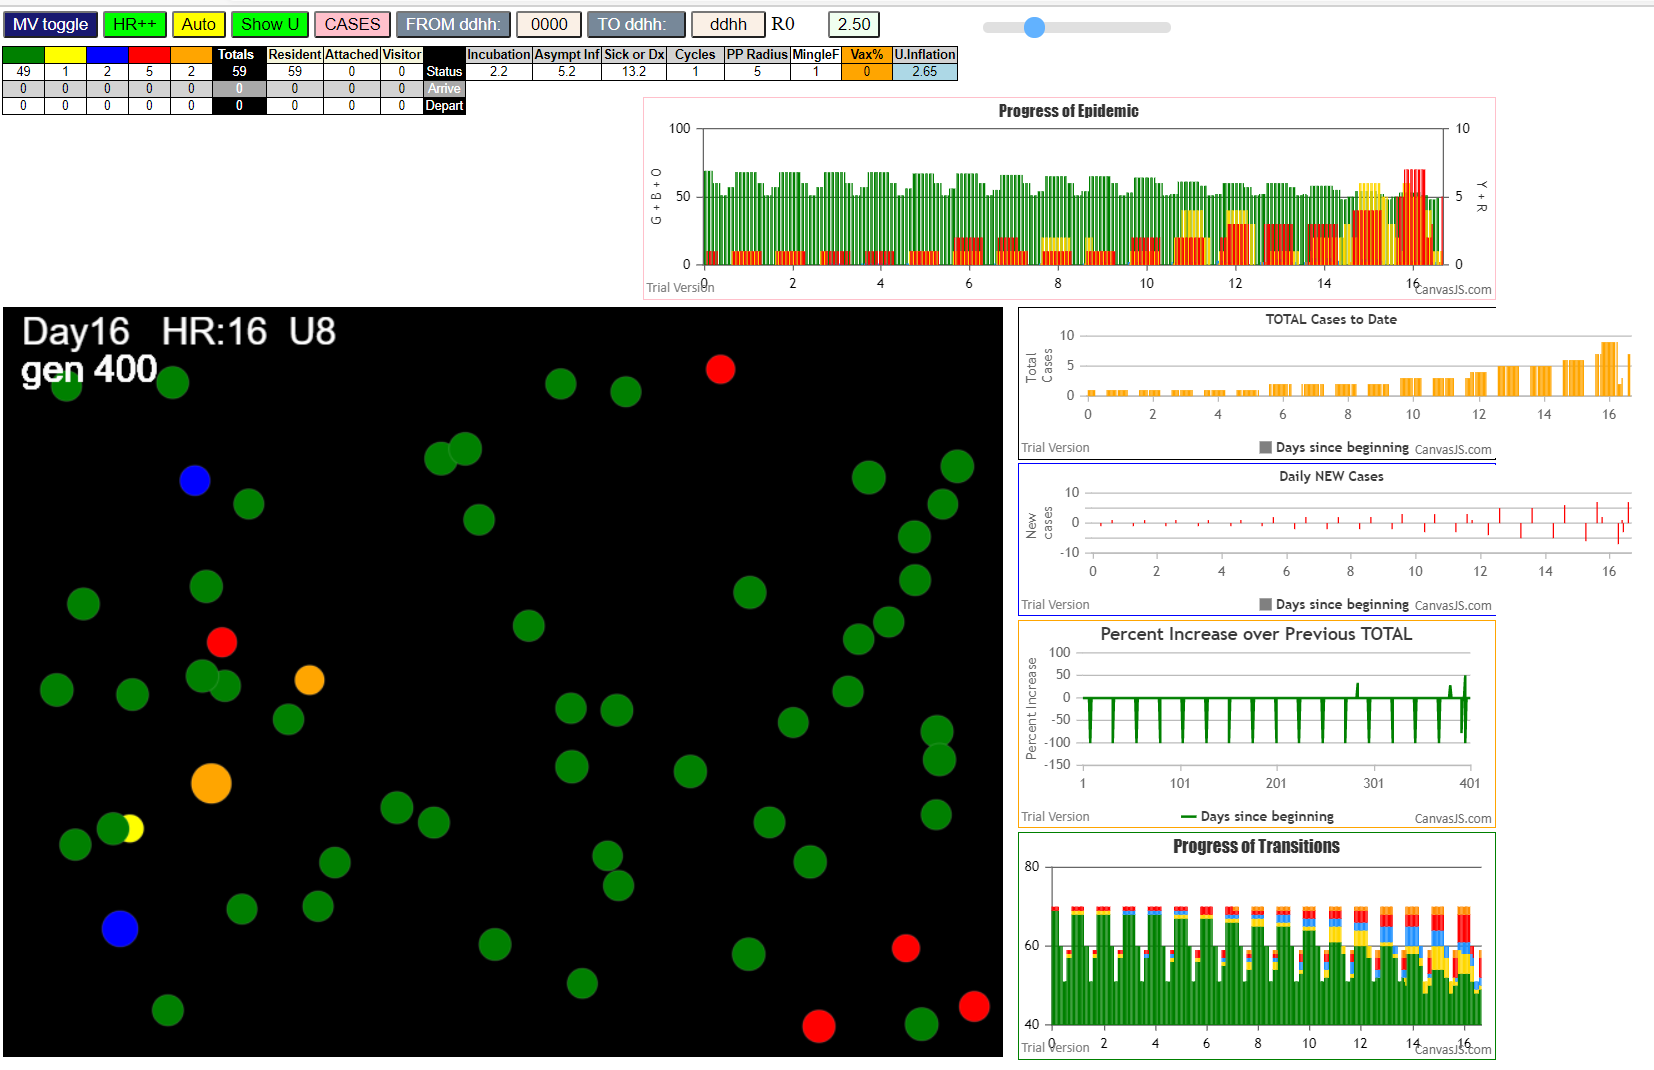 MV toggle HR++ Auto Show U CASES FROM ddhh: 0000 TO ddhh: ddhh R0 2.50
Totals Resident Attached Visitor Incubation Asympt Inf Sick or Dx Cycles PP Radius MingleF Vax% U.Inflation
49 1 2 5 2 59 59 0 0 Status 2.2 5.2 13.2 1 5 1 0 2.65
0 0 0 0 0 0 0 0 0 Arrive
0 0 0 0 0 0 0 0 0 Depart
Progress of Epidemic
100 10
G + B + O
50 5
Y + R
0 0
0 2 4 6 8 10 12 14 16
Trial Version CanvasJS.com
Day16 HR:16 U8
gen 400
TOTAL Cases to Date
Total Cases
10
5
0
0 2 4 6 8 10 12 14 16
Days since beginning
Trial Version CanvasJS.com
Daily NEW Cases
New cases
10
0
-10
0 2 4 6 8 10 12 14 16
Days since beginning
Trial Version CanvasJS.com
Percent Increase over Previous TOTAL
Percent Increase
100
50
0
-50
-100
-150
1 101 201 301 401
Days since beginning
Trial Version CanvasJS.com
Progress of Transitions
80
60
40
0 2 4 6 8 10 12 14 16
Trial Version CanvasJS.com